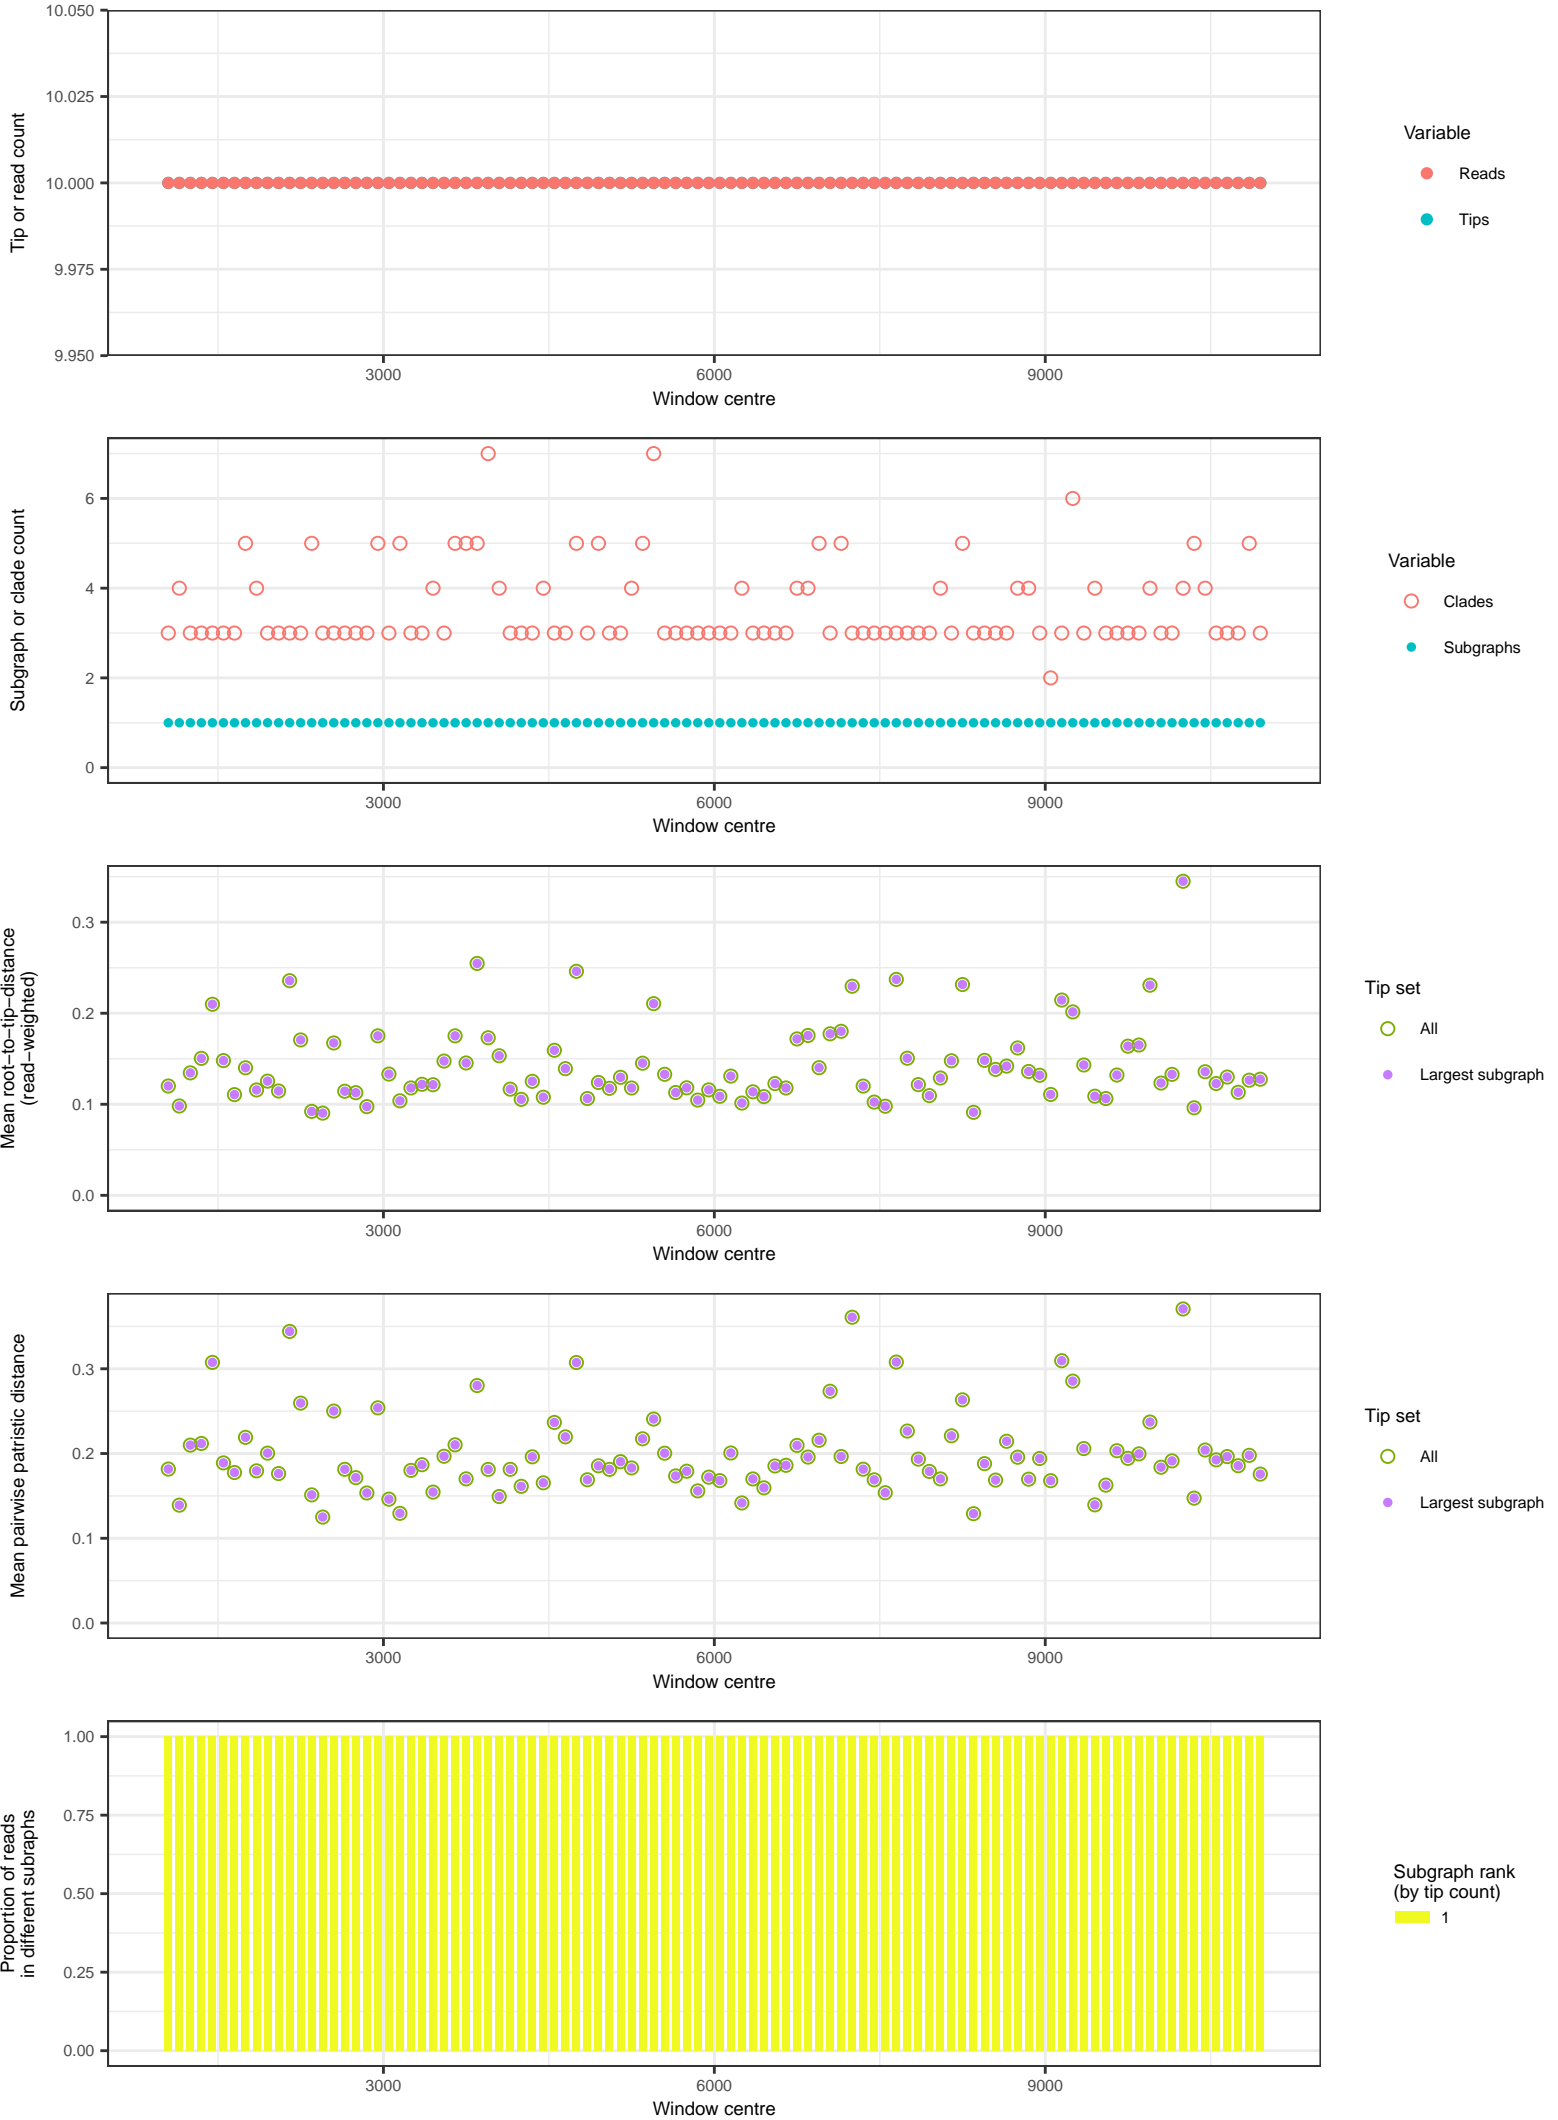 10.050
10.025
10.000
9.975
9.950
Tip or read count
3000
6000
9000
Window centre
Variable
Reads
Tips
6
4
2
0
Subgraph or clade count
3000
6000
9000
Window centre
Variable
Clades
Subgraphs
0.3
0.2
0.1
0.0
Mean root−to−tip−distance
(read−weighted)
3000
6000
9000
Window centre
Tip set
All
Largest subgraph
0.3
0.2
0.1
0.0
Mean pairwise patristic distance
3000
6000
9000
Window centre
Tip set
All
Largest subgraph
1.00
0.75
0.50
0.25
0.00
Proportion of reads
in different subraphs
3000
6000
9000
Window centre
Subgraph rank
(by tip count)
1